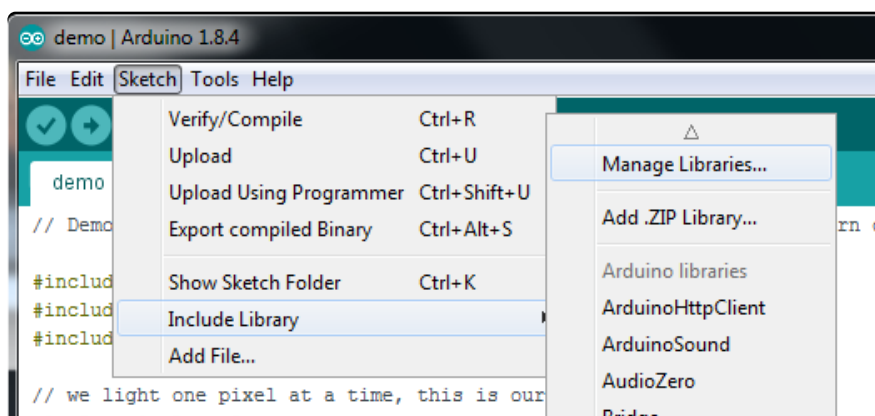 demo | Arduino 1.8.4
File Edit Sketch Tools Help
Verify/Compile Ctrl+R
Upload Ctrl+U
Upload Using Programmer Ctrl+Shift+U
Export compiled Binary Ctrl+Alt+S
Show Sketch Folder Ctrl+K
Include Library
Add File...
△
Manage Libraries...
Add .ZIP Library...
Arduino libraries
ArduinoHttpClient
ArduinoSound
AudioZero
demo
// Demo
#includ
#includ
#includ
// we light one pixel at a time, this is our